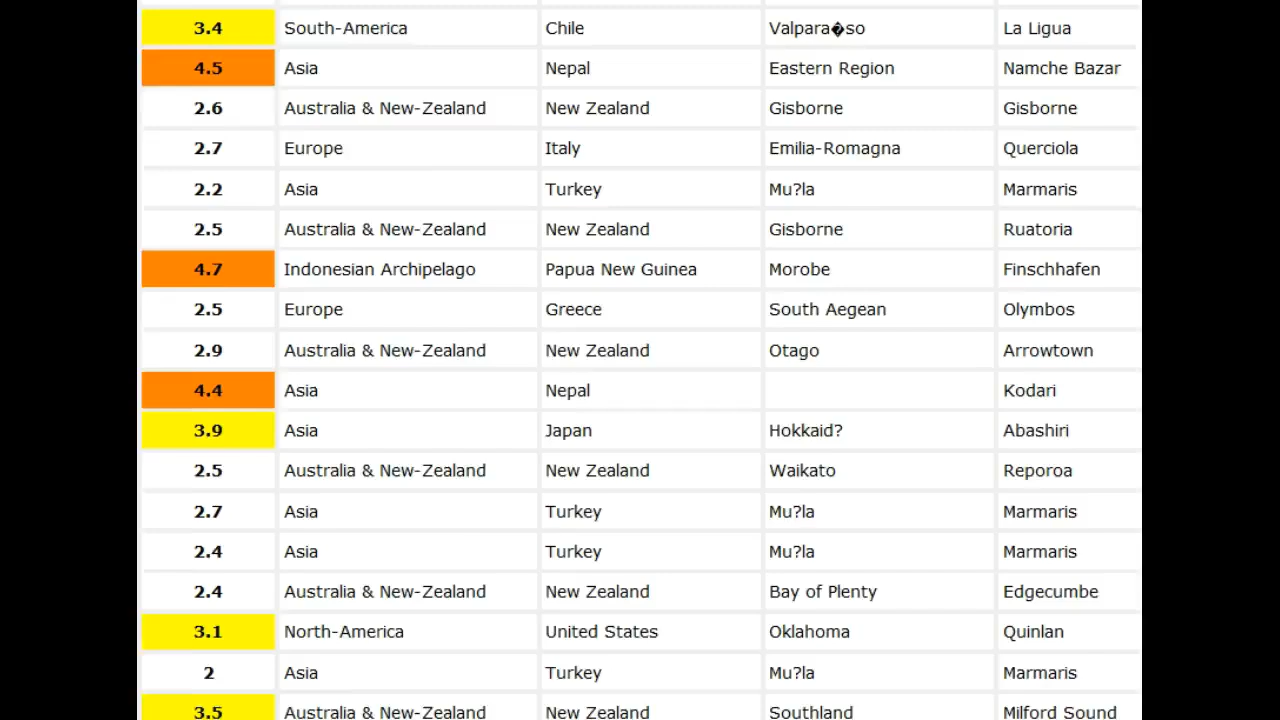 3.4 South-America Chile Valpara�so La Ligua
4.5 Asia Nepal Eastern Region Namche Bazar
2.6 Australia & New-Zealand New Zealand Gisborne Gisborne
2.7 Europe Italy Emilia-Romagna Querciola
2.2 Asia Turkey Mu?la Marmaris
2.5 Australia & New-Zealand New Zealand Gisborne Ruatoria
4.7 Indonesian Archipelago Papua New Guinea Morobe Finschhafen
2.5 Europe Greece South Aegean Olymbos
2.9 Australia & New-Zealand New Zealand Otago Arrowtown
4.4 Asia Nepal Kodari
3.9 Asia Japan Hokkaid? Abashiri
2.5 Australia & New-Zealand New Zealand Waikato Reporoa
2.7 Asia Turkey Mu?la Marmaris
2.4 Asia Turkey Mu?la Marmaris
2.4 Australia & New-Zealand New Zealand Bay of Plenty Edgecumbe
3.1 North-America United States Oklahoma Quinlan
2 Asia Turkey Mu?la Marmaris
3.5 Australia & New-Zealand New Zealand Southland Milford Sound